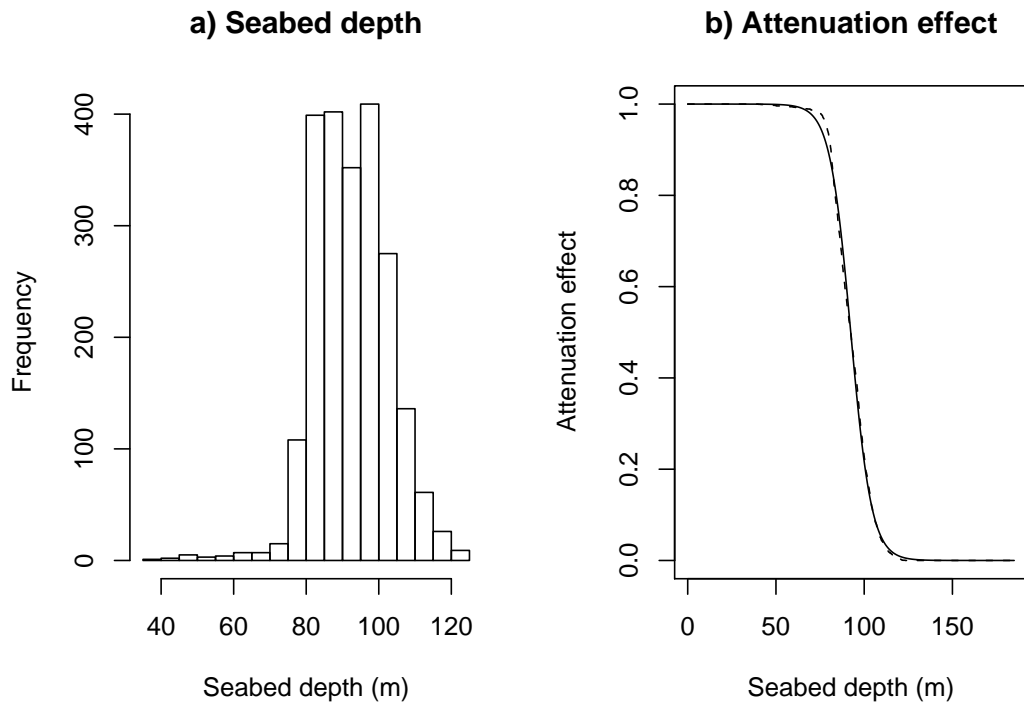 a) Seabed depth
Frequency
0
100
200
300
400
40 60 80 100 120
Seabed depth (m)
b) Attenuation effect
Attenuation effect
0.0
0.2
0.4
0.6
0.8
1.0
0 50 100 150
Seabed depth (m)